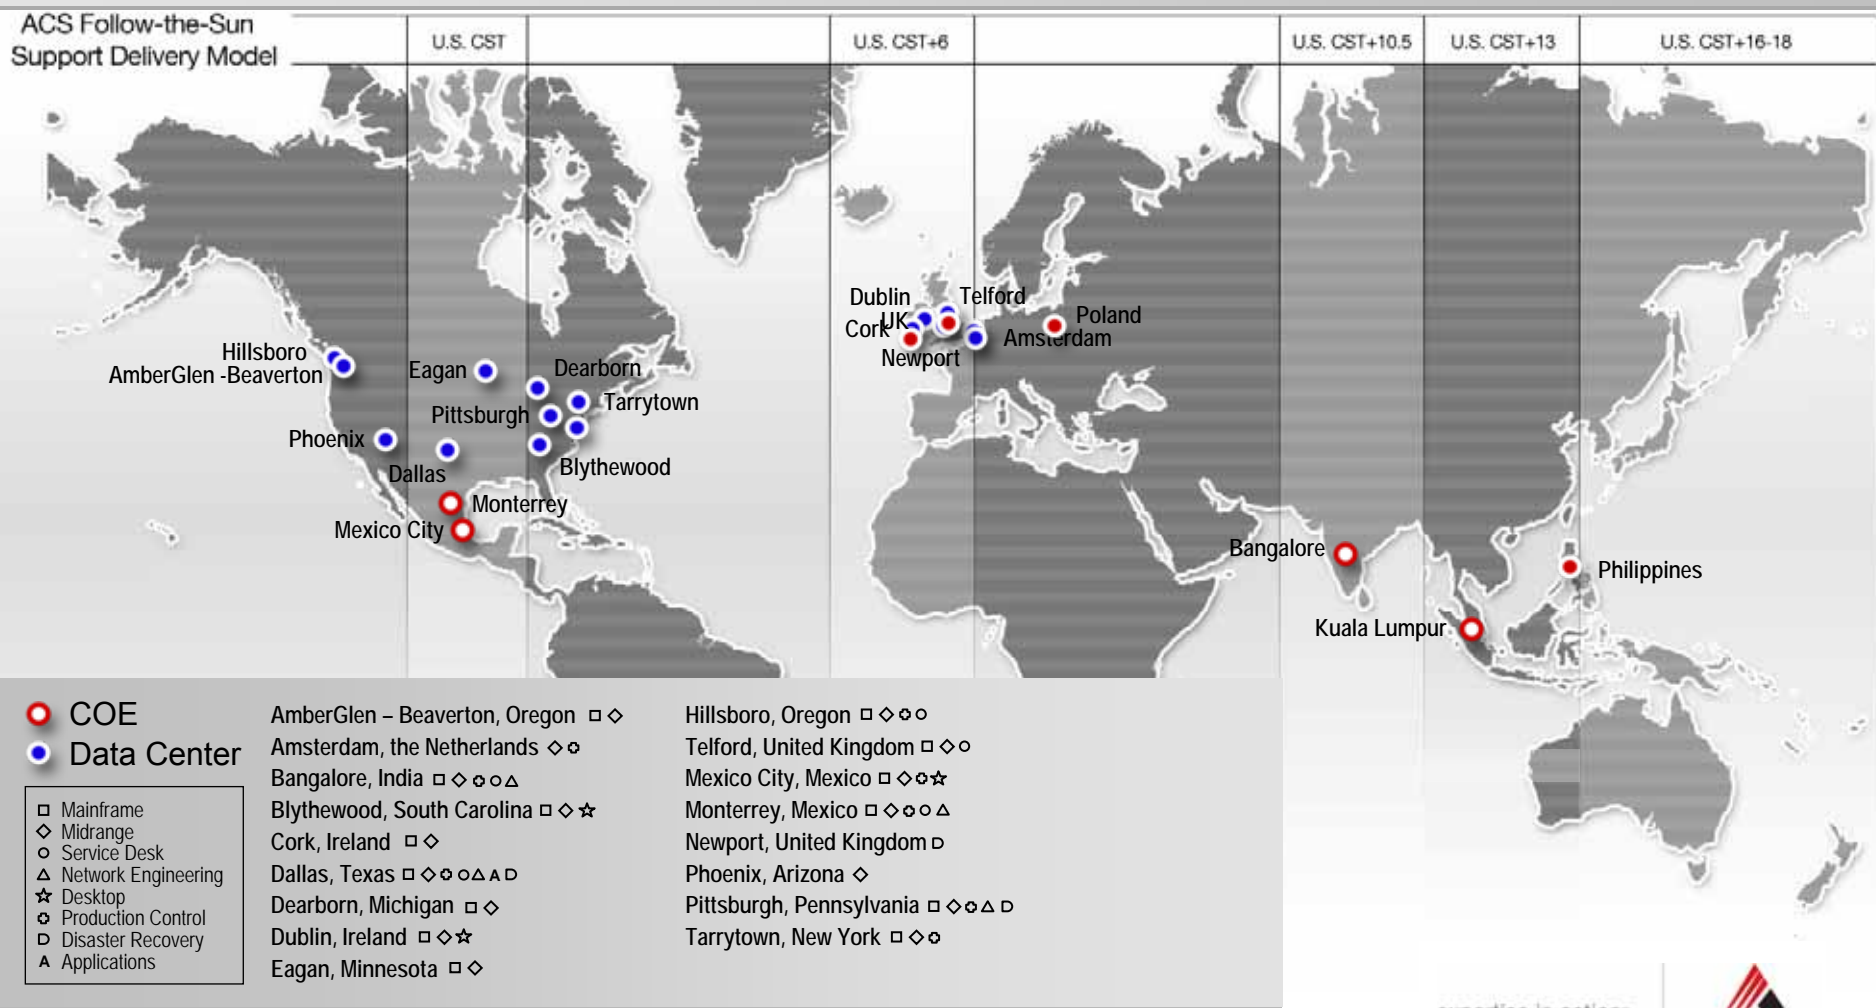 ACS Follow-the-Sun
Support Delivery Model
U.S. CST
U.S. CST+6
U.S. CST+10.5
U.S. CST+13
U.S. CST+16-18
Dublin
Telford
UK
Cork
Poland
Amsterdam
Newport
Hillsboro
AmberGlen -Beaverton
Eagan
Dearborn
Tarrytown
Pittsburgh
Phoenix
Blythewood
Dallas
Monterrey
Mexico City
Bangalore
Philippines
Kuala Lumpur
COE
Data Center
□ Mainframe
◇ Midrange
○ Service Desk
△ Network Engineering
☆ Desktop
✚ Production Control
D Disaster Recovery
A Applications
AmberGlen – Beaverton, Oregon □ ◇
Amsterdam, the Netherlands ◇ ✚
Bangalore, India □ ◇ ✚ ○ △
Blythewood, South Carolina □ ◇ ☆
Cork, Ireland □ ◇
Dallas, Texas □ ◇ ✚ ○ △ A D
Dearborn, Michigan □ ◇
Dublin, Ireland □ ◇ ☆
Eagan, Minnesota □ ◇
Hillsboro, Oregon □ ◇ ✚ ○
Telford, United Kingdom □ ◇ ○
Mexico City, Mexico □ ◇ ✚ ☆
Monterrey, Mexico □ ◇ ✚ ○ △
Newport, United Kingdom D
Phoenix, Arizona ◇
Pittsburgh, Pennsylvania □ ◇ ✚ △ D
Tarrytown, New York □ ◇ ✚